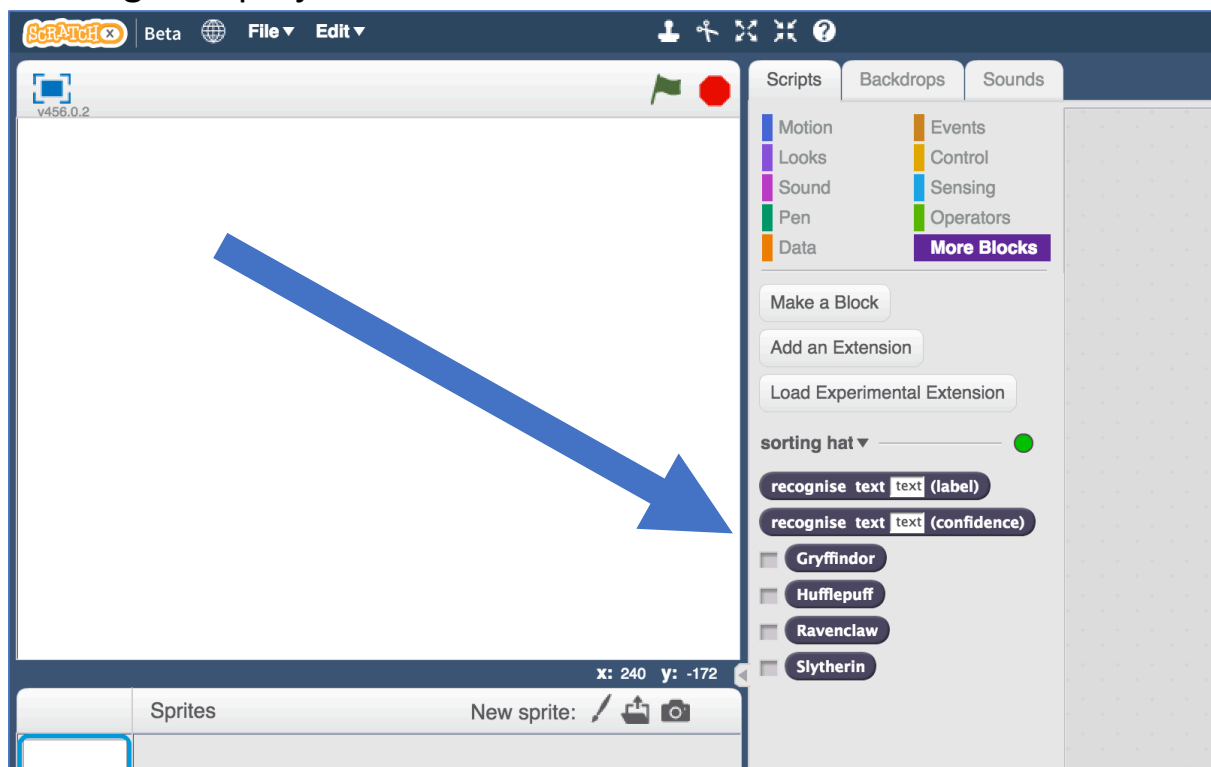 SCRATCH X Beta File Edit
v456.0.2
Scripts Backdrops Sounds
Motion Events
Looks Control
Sound Sensing
Pen Operators
Data More Blocks
Make a Block
Add an Extension
Load Experimental Extension
sorting hat
recognise text text (label)
recognise text text (confidence)
Gryffindor
Hufflepuff
Ravenclaw
Slytherin
x: 240 y: -172
Sprites New sprite: